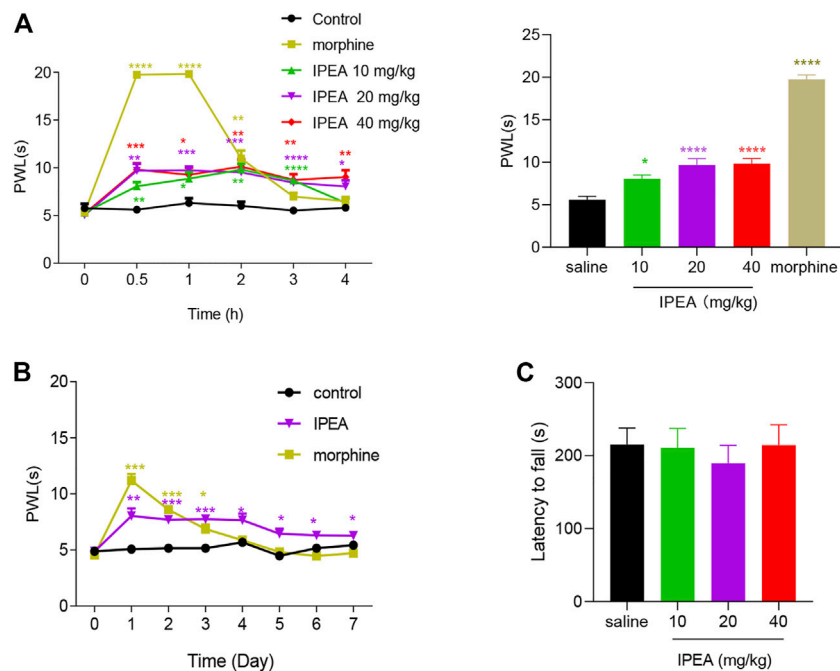 A
Control
morphine
IPEA 10 mg/kg
IPEA 20 mg/kg
IPEA 40 mg/kg
PWL(s)
20
15
10
5
0
**** ****
*** * ** ** **
** *** *** **** *
** * ** ****
**
0 0.5 1 2 3 4
Time (h)
PWL(s)
25
20
15
10
5
0
* **** **** ****
saline 10 20 40 morphine
IPEA (mg/kg)
B
control
IPEA
morphine
PWL(s)
20
15
10
5
0
*** *** *
** *** *** * * * *
0 1 2 3 4 5 6 7
Time (Day)
C
Latency to fall (s)
300
200
100
0
saline 10 20 40
IPEA (mg/kg)